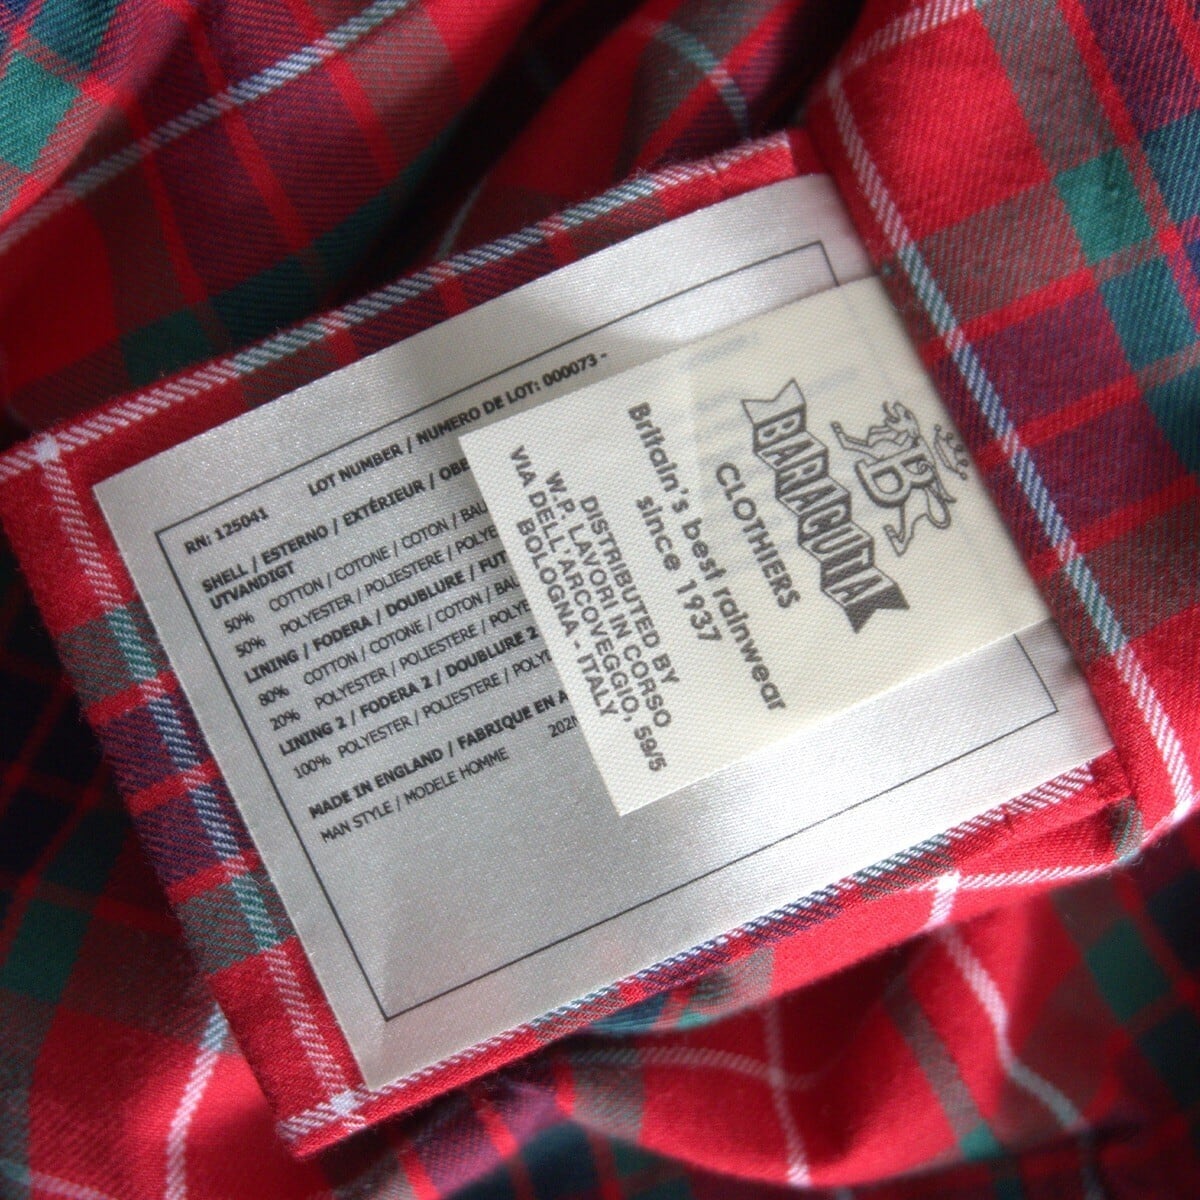 LOT NUMBER / NUMERO DE LOT: 000073 -
RN: 125041
SHELL / ESTERNO / EXTÉRIEUR / OBE
UTVANDIGT
50% COTTON / COTONE / COTON / BAU
50% POLYESTER / POLIESTERE / POLYE
LINING / FODERA / DOUBLURE / FUT
80% COTTON / COTONE / COTON / BAU
20% POLYESTER / POLIESTERE / POLYE
LINING 2 / FODERA 2 / DOUBLURE 2
100% POLYESTER / POLIESTERE / POLYE
MADE IN ENGLAND / FABRIQUE EN A
MAN STYLE / MODELE HOMME 202M
B
BARACUTA
CLOTHIERS
Britain's best rainwear
since 1937
DISTRIBUTED BY
W.P. LAVORI IN CORSO
VIA DELL'ARCOVEGGIO, 59/5
BOLOGNA - ITALY